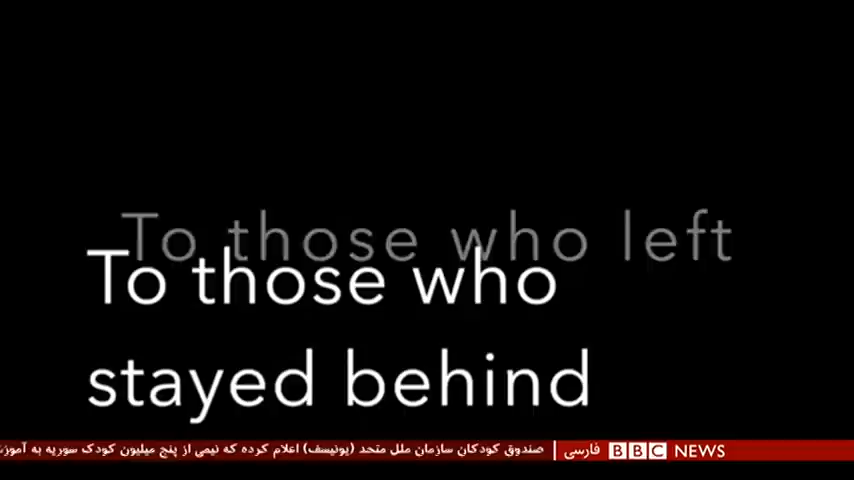 To those who left
To those who
stayed behind
صندوق کودکان سازمان ملل متحد (یونیسف) اعلام کرده که نیمی از پنج میلیون کودک سوریه به
BBC NEWS فارسی